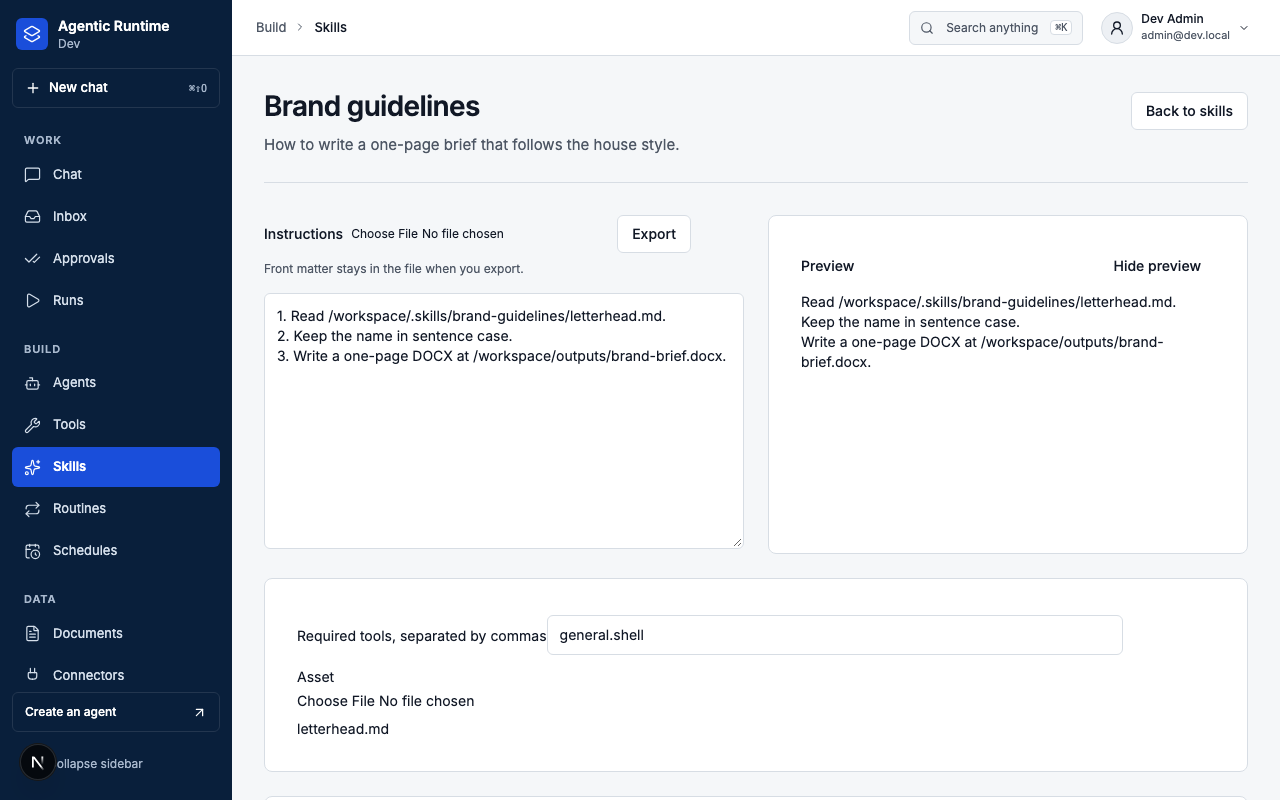 Agentic Runtime
Dev
New chat ⌘⇧O
WORK
Chat
Inbox
Approvals
Runs
BUILD
Agents
Tools
Skills
Routines
Schedules
DATA
Documents
Connectors
Create an agent
N
ollapse sidebar
Build > Skills
Search anything ⌘K
Dev Admin
admin@dev.local
Brand guidelines
Back to skills
How to write a one-page brief that follows the house style.
Instructions Choose File No file chosen Export
Front matter stays in the file when you export.
1. Read /workspace/.skills/brand-guidelines/letterhead.md.
2. Keep the name in sentence case.
3. Write a one-page DOCX at /workspace/outputs/brand-brief.docx.
Preview Hide preview
Read /workspace/.skills/brand-guidelines/letterhead.md.
Keep the name in sentence case.
Write a one-page DOCX at /workspace/outputs/brand-
brief.docx.
Required tools, separated by commas general.shell
Asset
Choose File No file chosen
letterhead.md